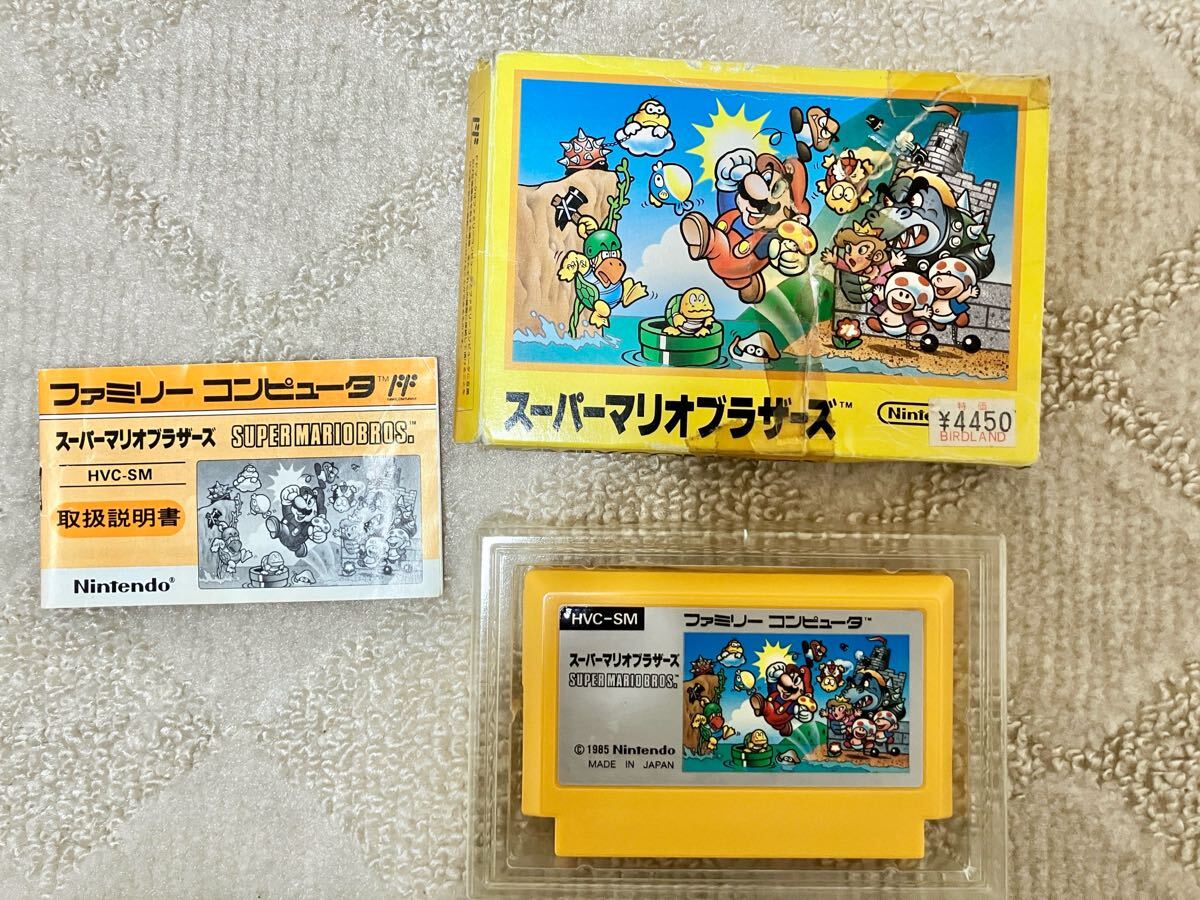 スーパーマリオブラザーズ™
Ninte
特価
¥4450
BIRDLAND
ファミリー コンピュータ™
スーパーマリオブラザーズ
SUPER MARIO BROS.™
HVC-SM
取扱説明書
Nintendo®
HVC-SM
ファミリー コンピュータ™
スーパーマリオブラザーズ
SUPER MARIO BROS.™
© 1985 Nintendo
MADE IN JAPAN